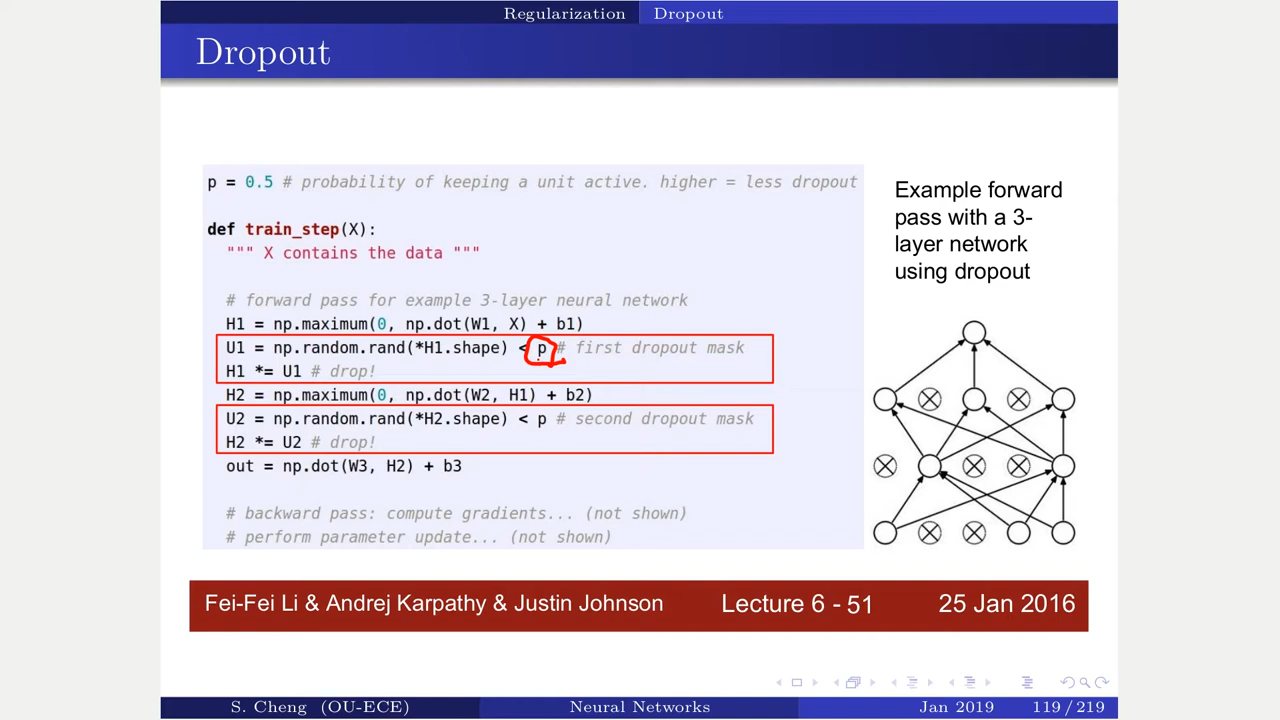 Regularization Dropout
Dropout
p = 0.5 # probability of keeping a unit active. higher = less dropout
def train_step(X):
""" X contains the data """
# forward pass for example 3-layer neural network
H1 = np.maximum(0, np.dot(W1, X) + b1)
U1 = np.random.rand(*H1.shape) < p # first dropout mask
H1 *= U1 # drop!
H2 = np.maximum(0, np.dot(W2, H1) + b2)
U2 = np.random.rand(*H2.shape) < p # second dropout mask
H2 *= U2 # drop!
out = np.dot(W3, H2) + b3
# backward pass: compute gradients... (not shown)
# perform parameter update... (not shown)
Example forward
pass with a 3-
layer network
using dropout
Fei-Fei Li & Andrej Karpathy & Justin Johnson Lecture 6 - 51 25 Jan 2016
S. Cheng (OU-ECE) Neural Networks Jan 2019 119 / 219